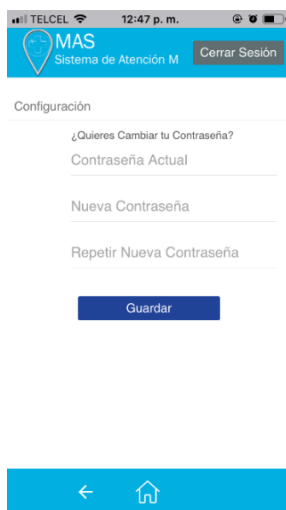 TELCEL 12:47 p. m.
MAS
Sistema de Atención M
Cerrar Sesión
Configuración
¿Quieres Cambiar tu Contraseña?
Contraseña Actual
Nueva Contraseña
Repetir Nueva Contraseña
Guardar